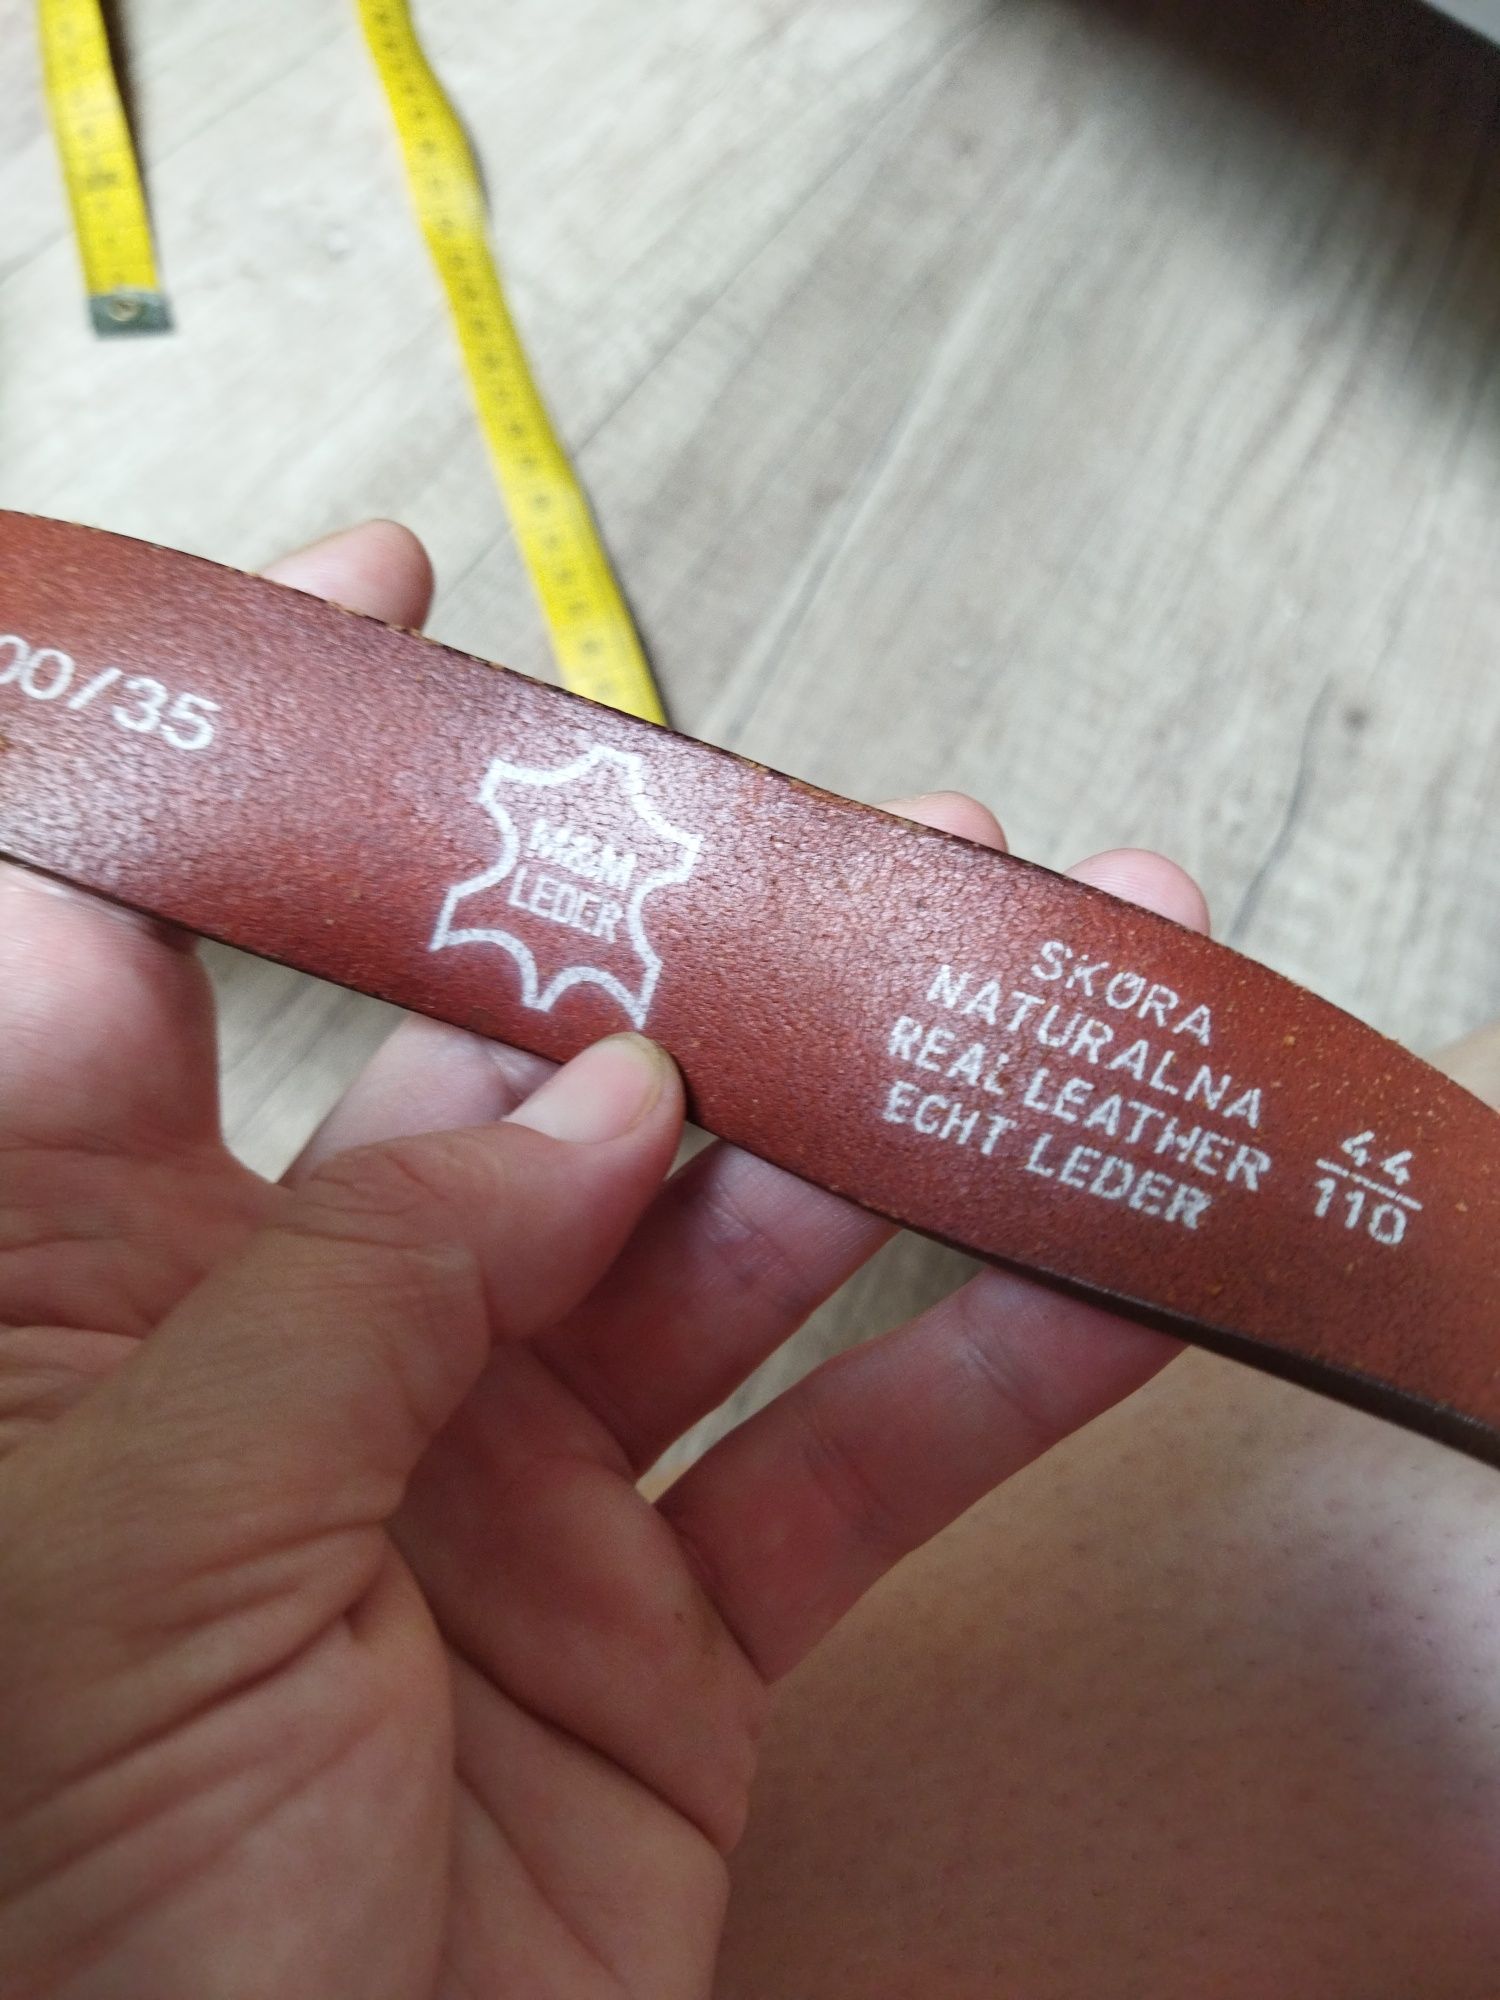 00/35
M&M
LEDER
SKÓRA
NATURALNA
REAL LEATHER
ECHT LEDER
44
110